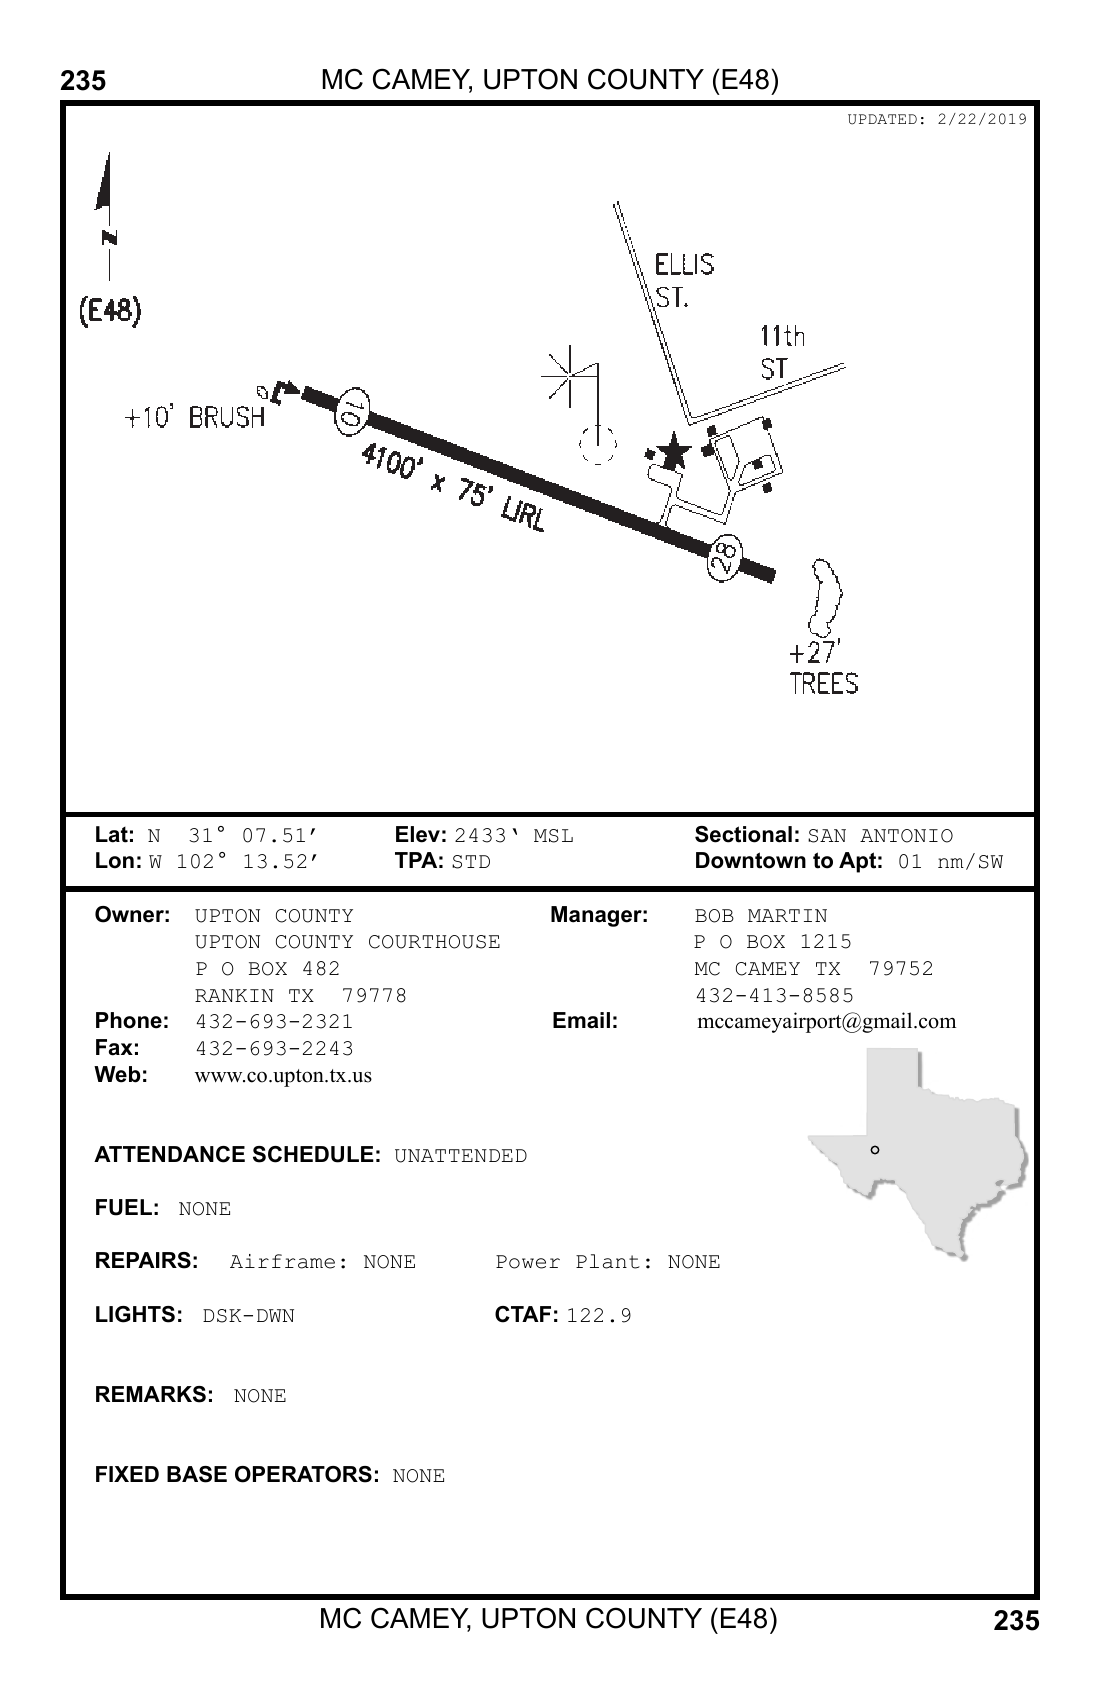 235 MC CAMEY, UPTON COUNTY (E48)
UPDATED: 2/22/2019
N
(E48)
ELLIS
ST.
11th
ST
+10' BRUSH
10
4100' x 75' LIRL
28
+27'
TREES
Lat: N 31° 07.51′ Elev: 2433‘ MSL Sectional: SAN ANTONIO
Lon: W 102° 13.52′ TPA: STD Downtown to Apt: 01 nm/SW
Owner: UPTON COUNTY Manager: BOB MARTIN
UPTON COUNTY COURTHOUSE P O BOX 1215
P O BOX 482 MC CAMEY TX 79752
RANKIN TX 79778 432-413-8585
Phone: 432-693-2321 Email: mccameyairport@gmail.com
Fax: 432-693-2243
Web: www.co.upton.tx.us
ATTENDANCE SCHEDULE: UNATTENDED
FUEL: NONE
REPAIRS: Airframe: NONE Power Plant: NONE
LIGHTS: DSK-DWN CTAF: 122.9
REMARKS: NONE
FIXED BASE OPERATORS: NONE
MC CAMEY, UPTON COUNTY (E48) 235